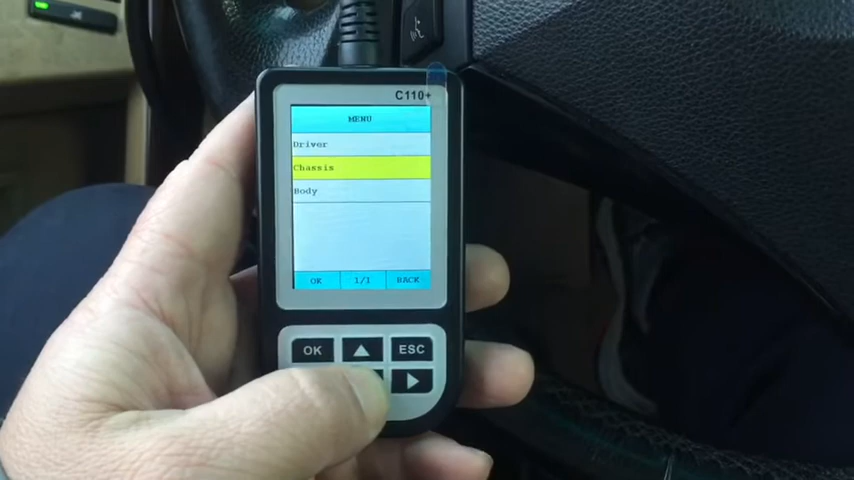 C110+
MENU
Driver
Chassis
Body
OK 1/1 BACK
OK ESC